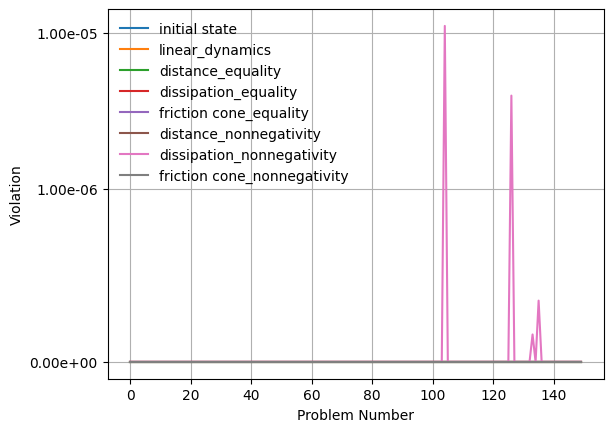 1.00e-05
1.00e-06
0.00e+00
Violation
initial state
linear_dynamics
distance_equality
dissipation_equality
friction cone_equality
distance_nonnegativity
dissipation_nonnegativity
friction cone_nonnegativity
0 20 40 60 80 100 120 140
Problem Number